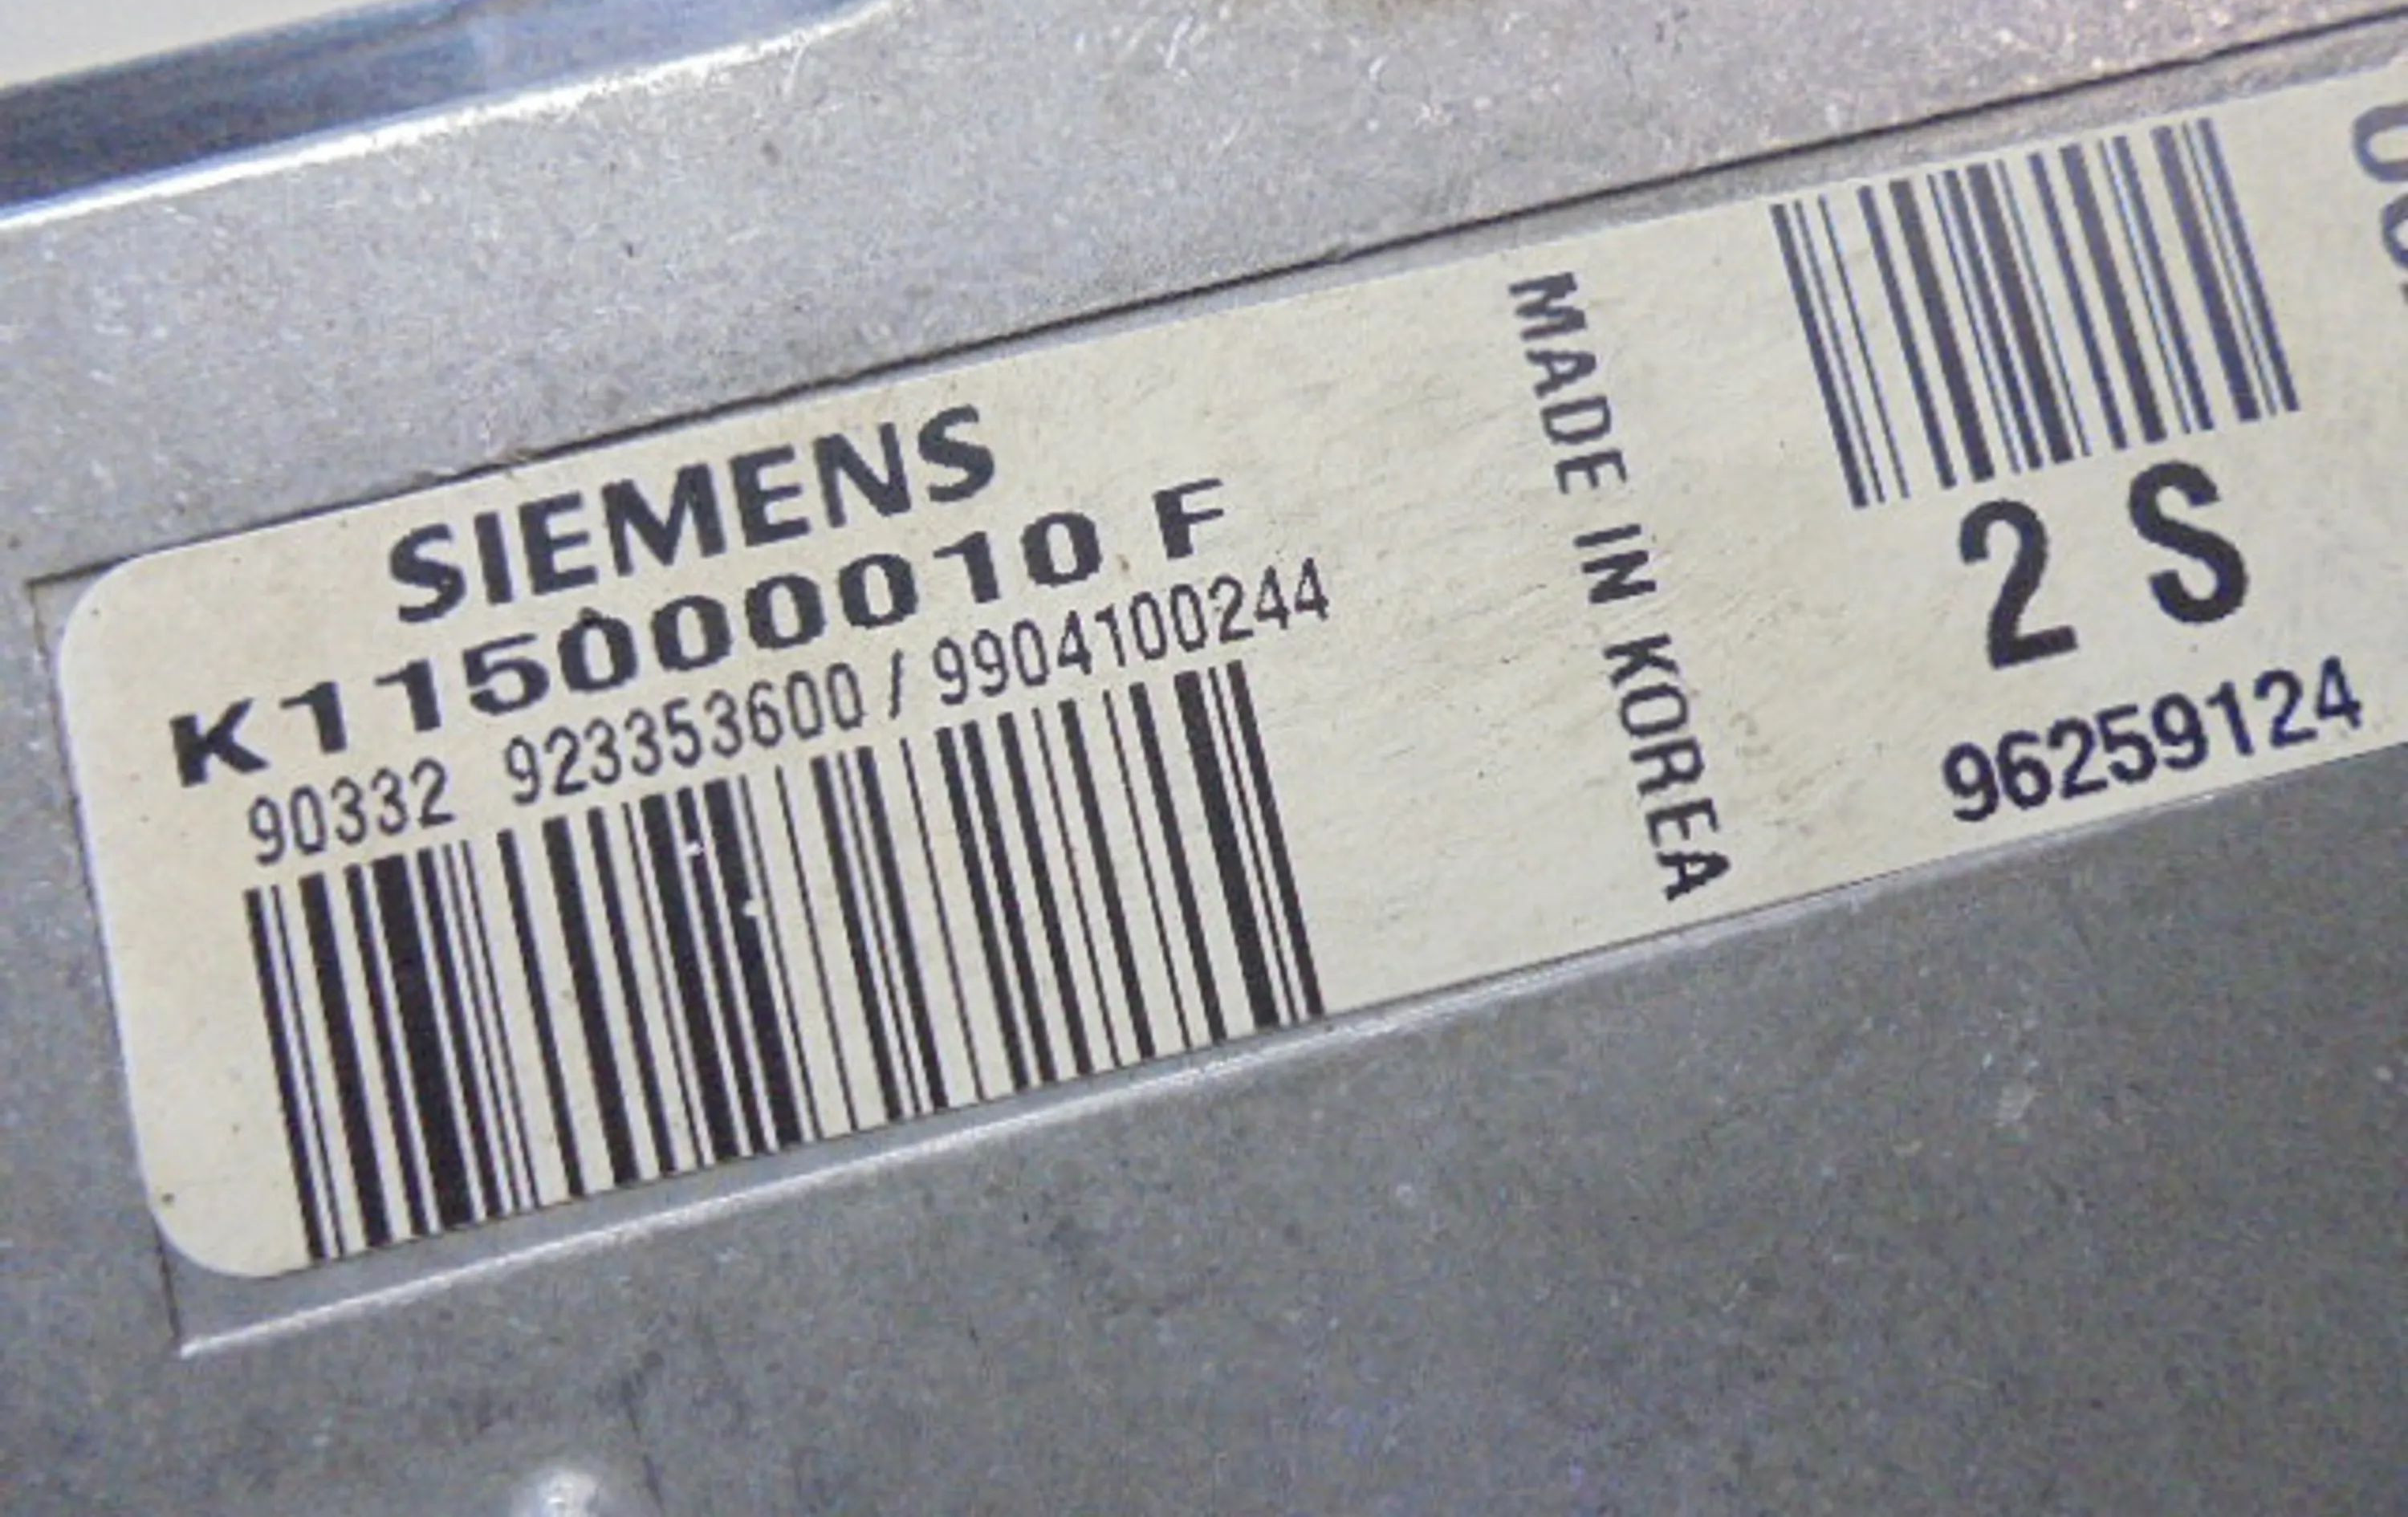 SIEMENS
K115000010 F
90332 923353600 / 9904100244
MADE IN KOREA
2 S
96259124